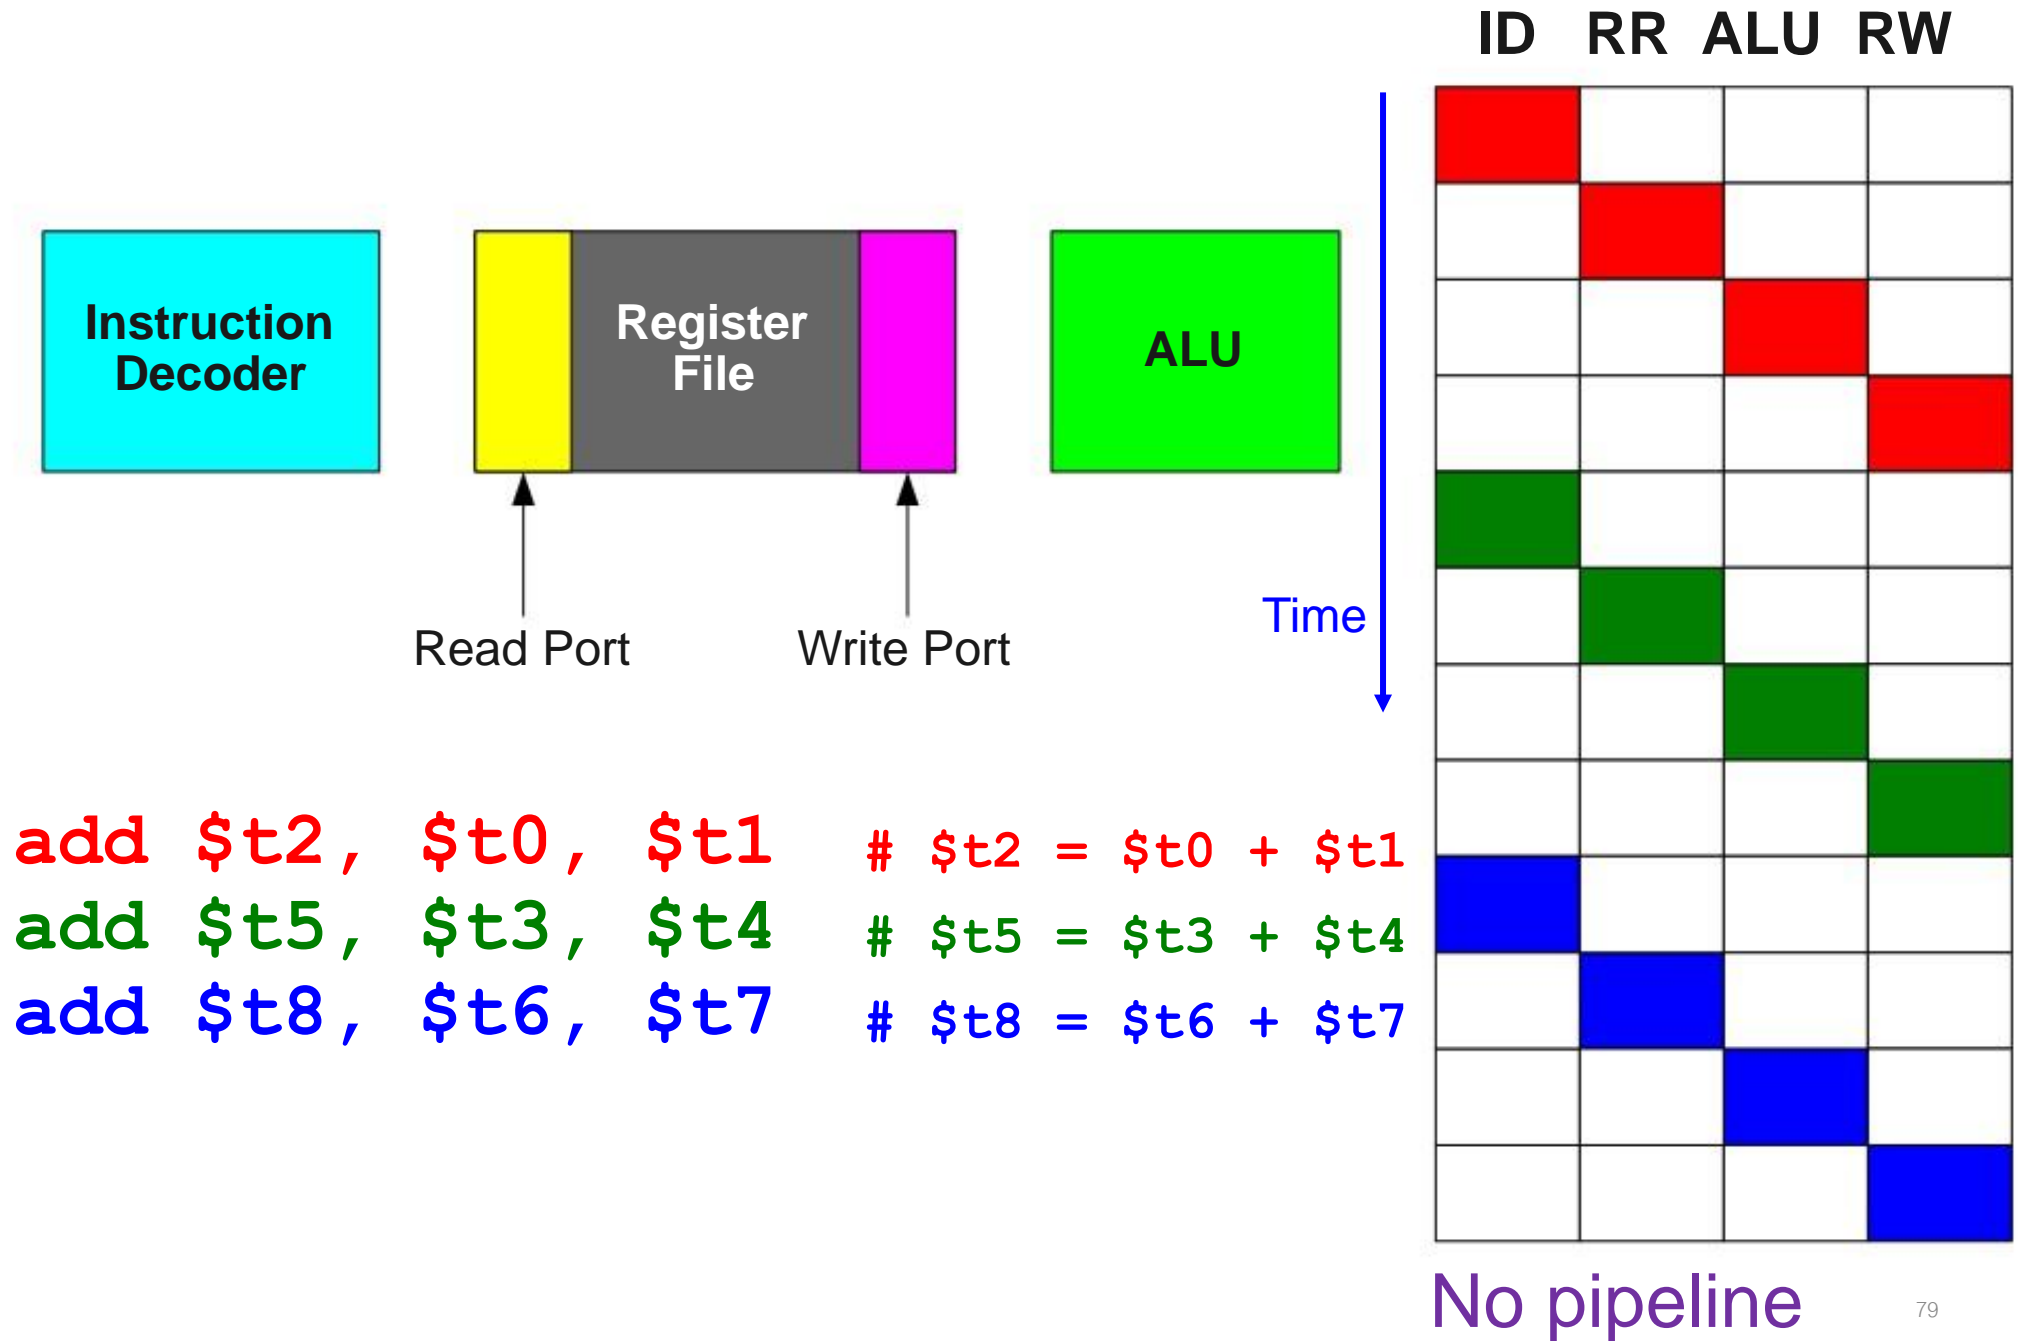 ID RR ALU RW
Instruction
Decoder
Register
File
ALU
Read Port
Write Port
Time
add $t2, $t0, $t1 # $t2 = $t0 + $t1
add $t5, $t3, $t4 # $t5 = $t3 + $t4
add $t8, $t6, $t7 # $t8 = $t6 + $t7
No pipeline
79